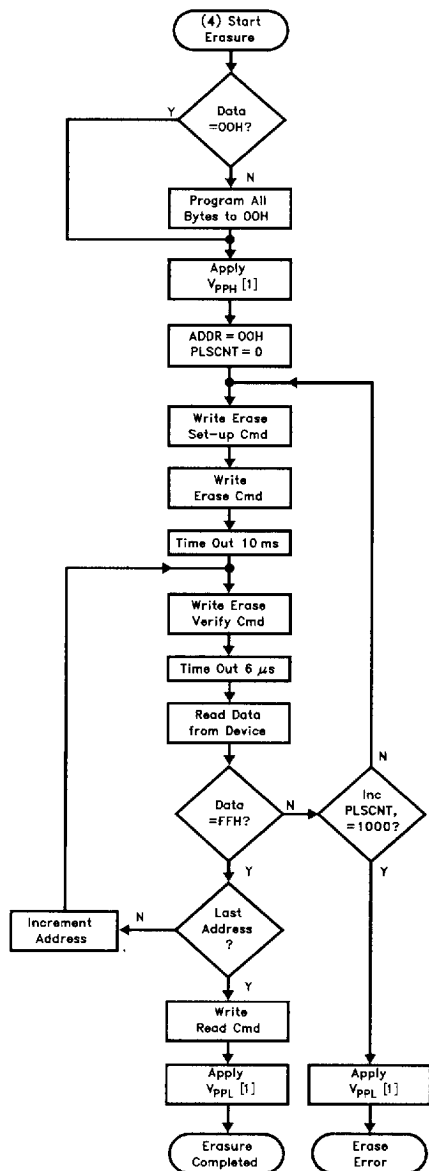 (4) Start
Erasure
Y
Data
=00H?
N
Program All
Bytes to 00H
Apply
VPPH [1]
ADDR = 00H
PLSCNT = 0
Write Erase
Set-up Cmd
Write
Erase Cmd
Time Out 10 ms
Write Erase
Verify Cmd
Time Out 6 μs
Read Data
from Device
N
Data
=FFH?
N
Inc
PLSCNT,
=1000?
Y
Y
Increment
Address
N
Last
Address
?
Y
Write
Read Cmd
Apply
VPPL [1]
Apply
VPPL [1]
Erasure
Completed
Erase
Error